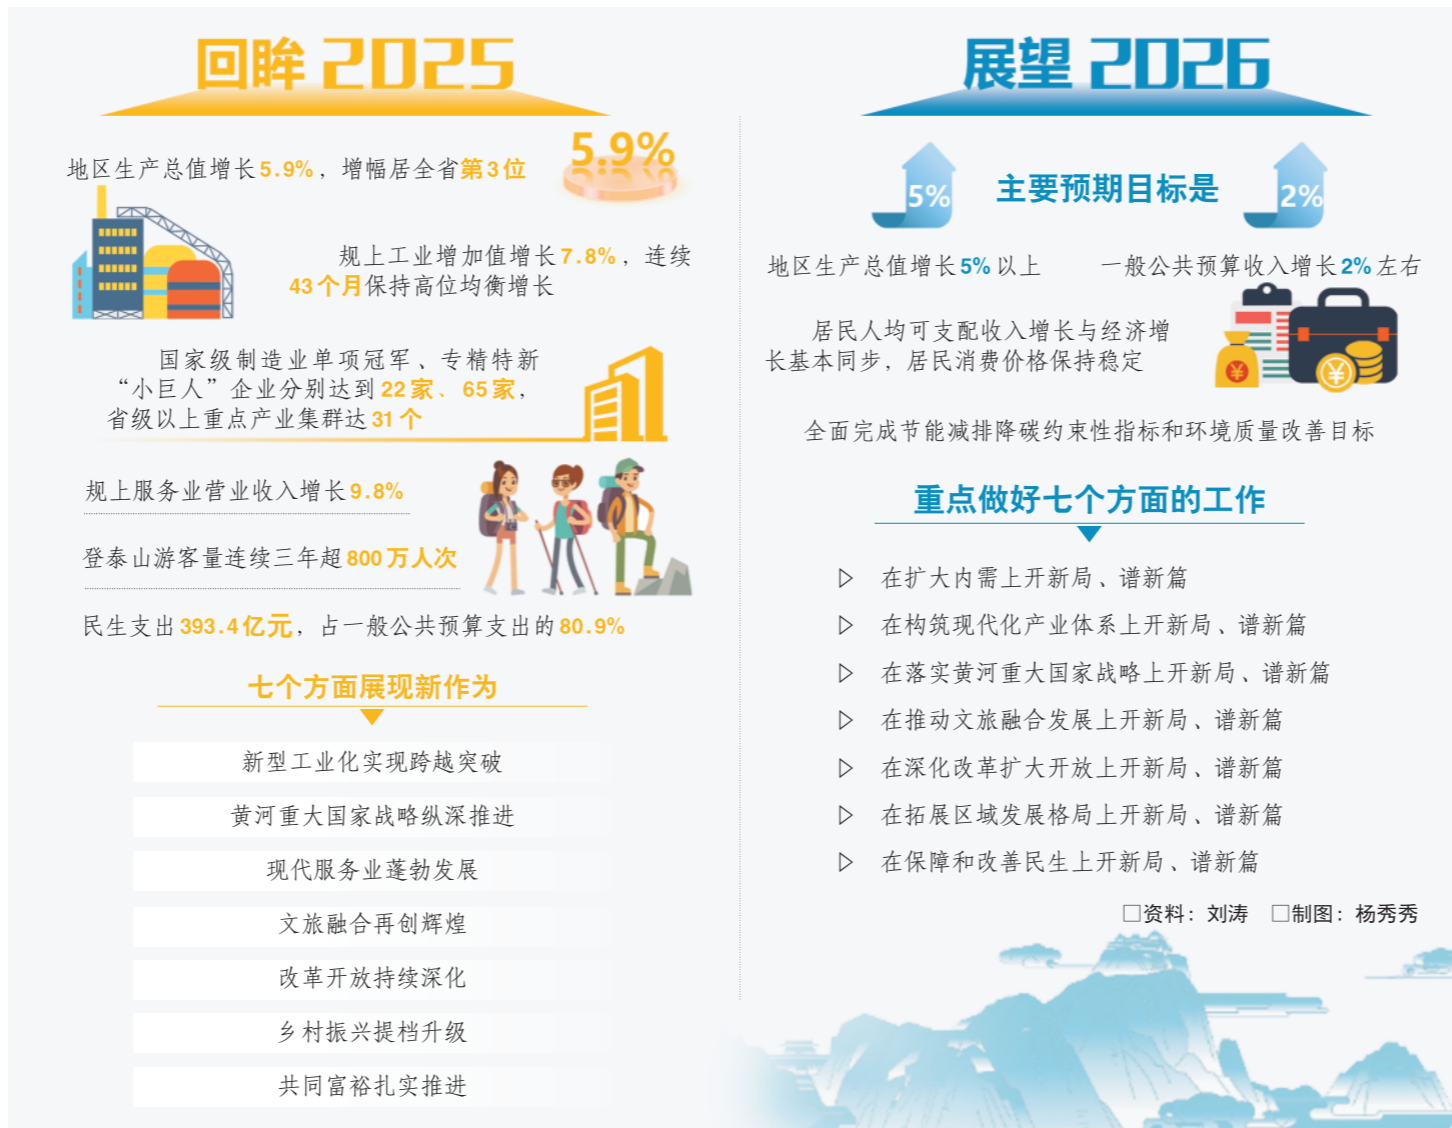 回眸2025
5.9%
地区生产总值增长5.9%，增幅居全省第3位
规上工业增加值增长7.8%，连续
43个月保持高位均衡增长
国家级制造业单项冠军、专精特新
“小巨人”企业分别达到22家、65家，
省级以上重点产业集群达31个
规上服务业营业收入增长9.8%
登泰山游客量连续三年超800万人次
民生支出393.4亿元，占一般公共预算支出的80.9%
七个方面展现新作为
新型工业化实现跨越突破
黄河重大国家战略纵深推进
现代服务业蓬勃发展
文旅融合再创辉煌
改革开放持续深化
乡村振兴提档升级
共同富裕扎实推进
展望2026
5%
主要预期目标是
2%
地区生产总值增长5%以上
一般公共预算收入增长2%左右
居民人均可支配收入增长与经济增
长基本同步，居民消费价格保持稳定
全面完成节能减排降碳约束性指标和环境质量改善目标
重点做好七个方面的工作
▷ 在扩大内需上开新局、谱新篇
▷ 在构筑现代化产业体系上开新局、谱新篇
▷ 在落实黄河重大国家战略上开新局、谱新篇
▷ 在推动文旅融合发展上开新局、谱新篇
▷ 在深化改革扩大开放上开新局、谱新篇
▷ 在拓展区域发展格局上开新局、谱新篇
▷ 在保障和改善民生上开新局、谱新篇
□资料：刘涛 □制图：杨秀秀